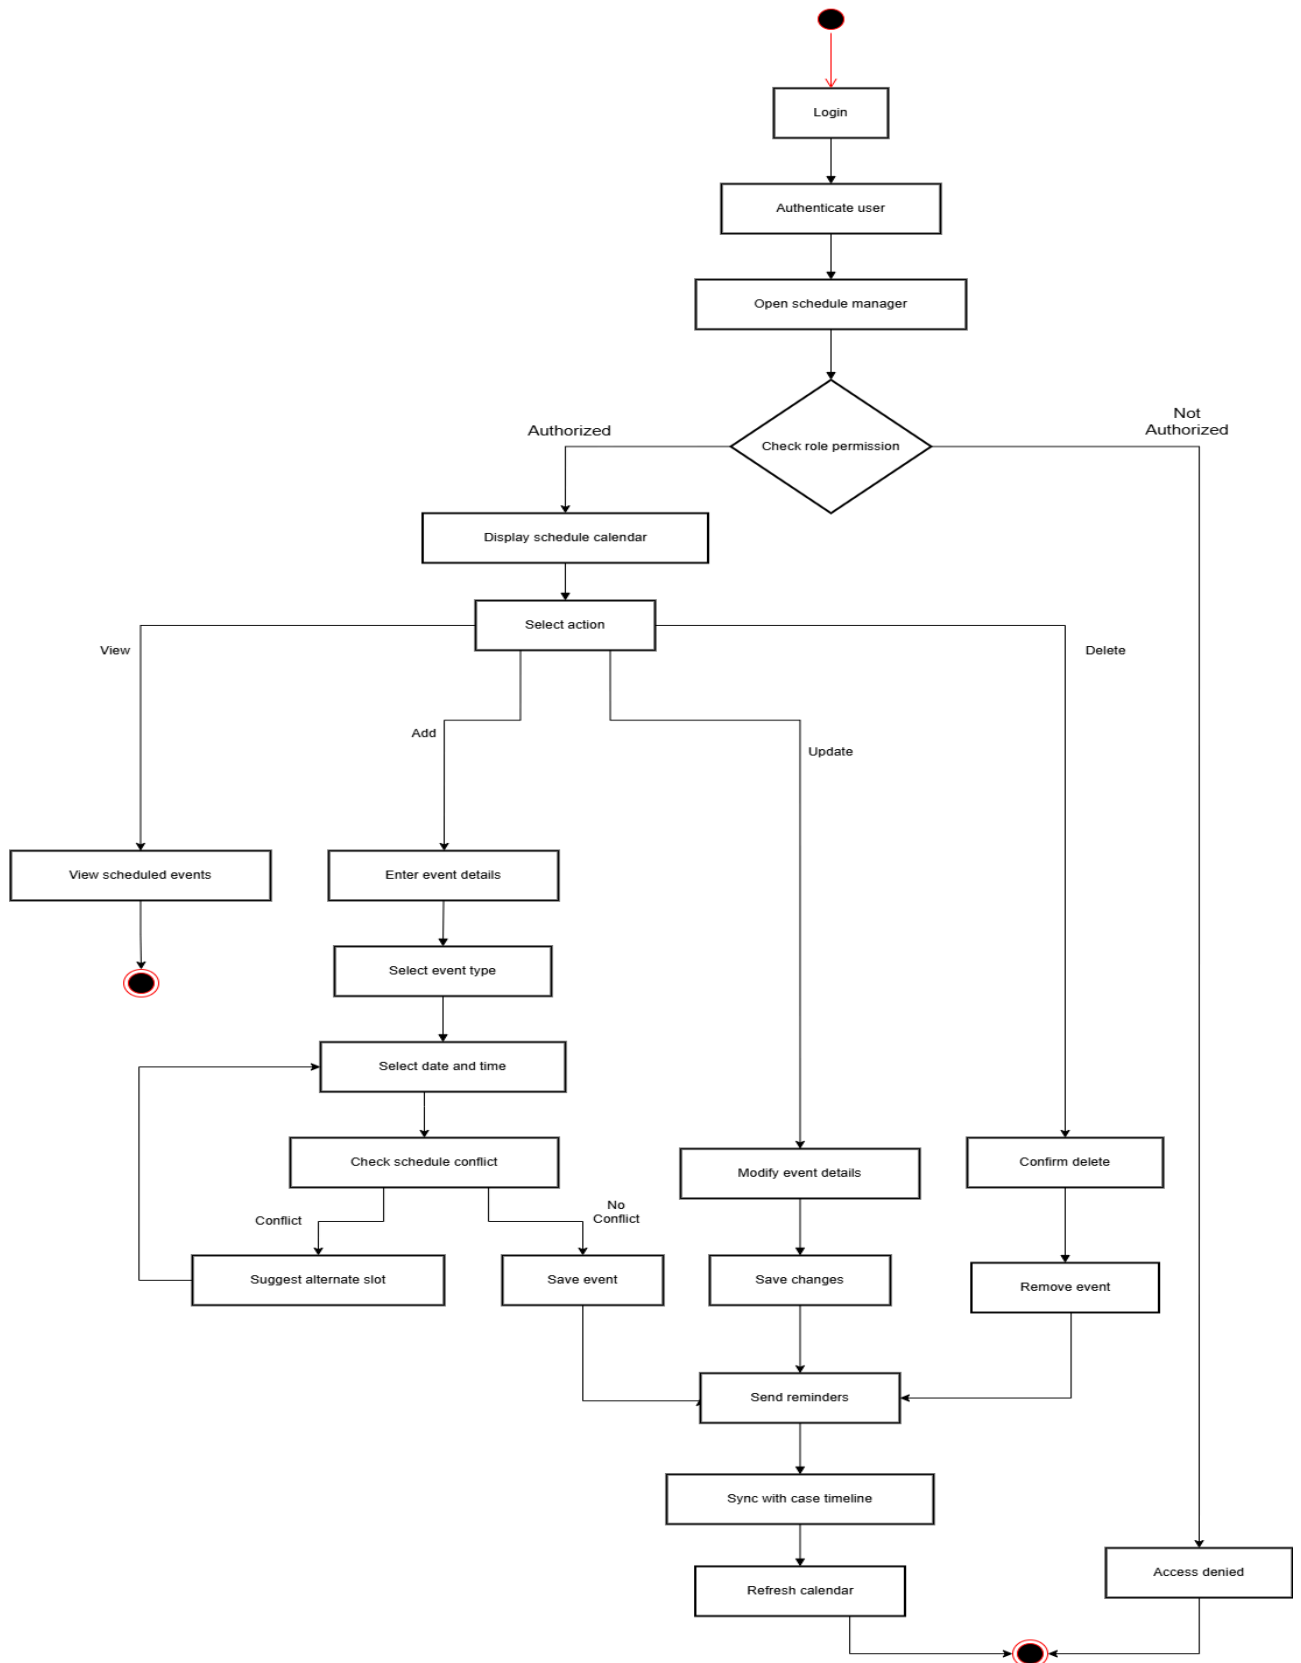 Login
Authenticate user
Open schedule manager
Not
Authorized
Authorized
Check role permission
Display schedule calendar
Select action
View
Delete
Add
Update
View scheduled events
Enter event details
Select event type
Select date and time
Check schedule conflict
Confirm delete
Modify event details
No
Conflict
Conflict
Suggest alternate slot
Save event
Save changes
Remove event
Send reminders
Sync with case timeline
Access denied
Refresh calendar